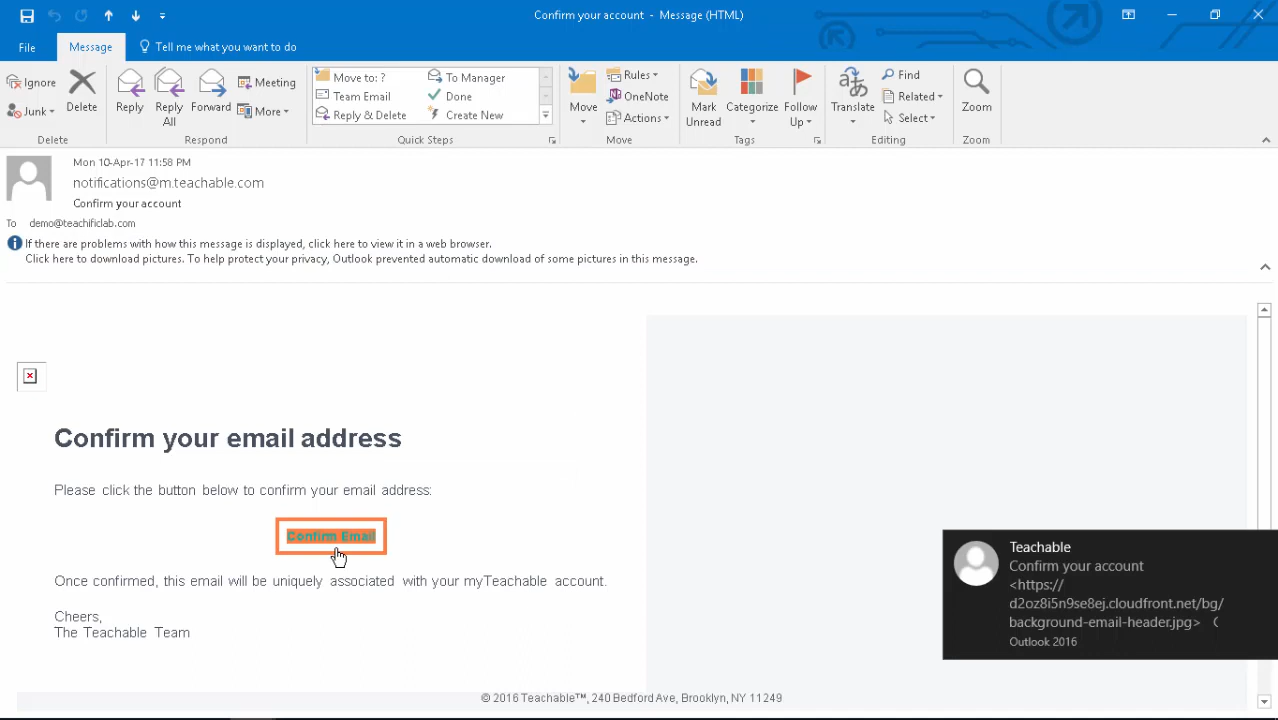 Confirm your account - Message (HTML)
File Message Tell me what you want to do
Ignore
Junk
Delete
Reply
Reply All
Forward
Meeting
More
Move to: ?
Team Email
Reply & Delete
To Manager
Done
Create New
Move
Rules
OneNote
Actions
Mark Unread
Categorize
Follow Up
Translate
Find
Related
Select
Zoom
Delete Respond Quick Steps Move Tags Editing Zoom
Mon 10-Apr-17 11:58 PM
notifications@m.teachable.com
Confirm your account
To demo@teachificlab.com
If there are problems with how this message is displayed, click here to view it in a web browser.
Click here to download pictures. To help protect your privacy, Outlook prevented automatic download of some pictures in this message.
Confirm your email address
Please click the button below to confirm your email address:
Confirm Email
Once confirmed, this email will be uniquely associated with your myTeachable account.
Cheers,
The Teachable Team
Teachable
Confirm your account
<https://
d2oz8i5n9se8ej.cloudfront.net/bg/
background-email-header.jpg>
Outlook 2016
© 2016 Teachable™, 240 Bedford Ave, Brooklyn, NY 11249